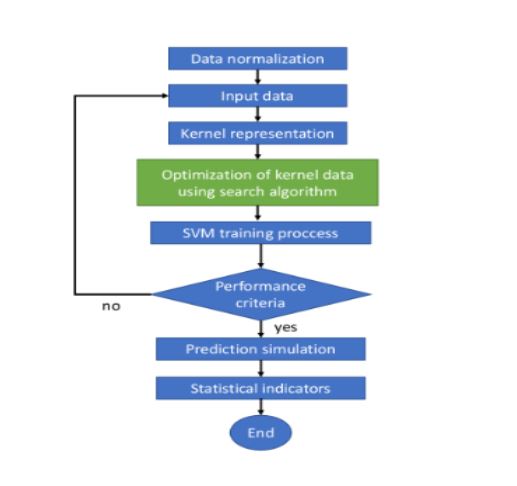 Data normalization
Input data
Kernel representation
Optimization of kernel data
using search algorithm
SVM training proccess
Performance
criteria
no
yes
Prediction simulation
Statistical indicators
End